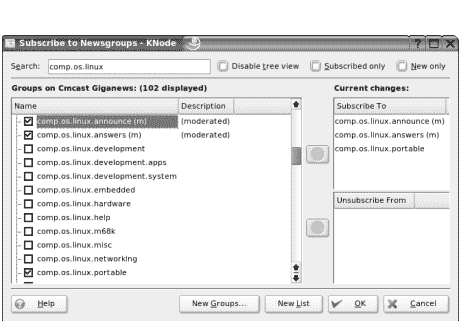 Subscribe to Newsgroups - KNode
Search: comp.os.linux Disable tree view Subscribed only New only
Groups on Cmcast Giganews: (102 displayed) Current changes:
Name Description Subscribe To
comp.os.linux.announce (m) (moderated) comp.os.linux.announce (m)
comp.os.linux.answers (m) (moderated) comp.os.linux.answers (m)
comp.os.linux.development comp.os.linux.portable
comp.os.linux.development.apps
comp.os.linux.development.system
comp.os.linux.embedded
comp.os.linux.hardware Unsubscribe From
comp.os.linux.help
comp.os.linux.m68k
comp.os.linux.misc
comp.os.linux.networking
comp.os.linux.portable
Help New Groups... New List OK Cancel